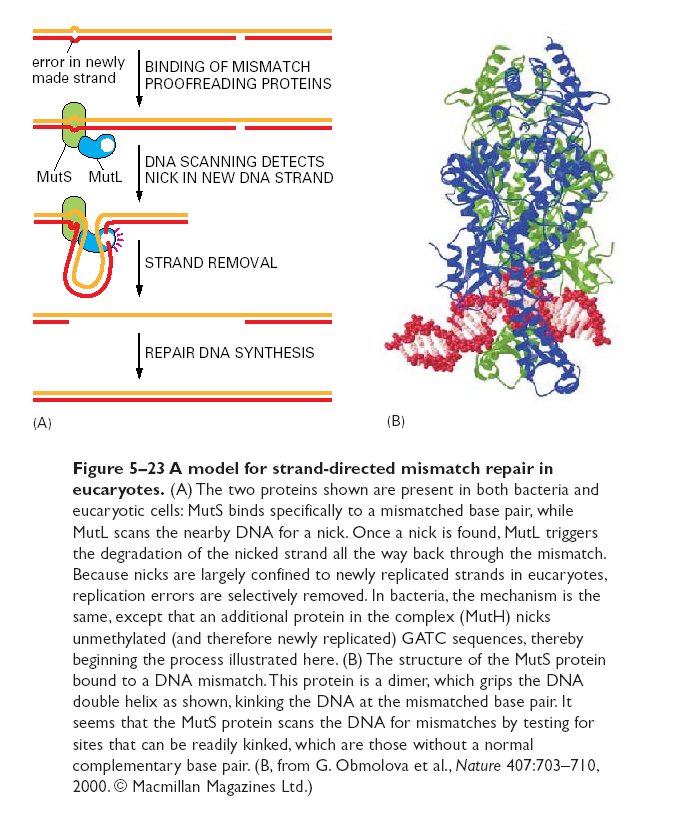 error in newly
made strand
BINDING OF MISMATCH
PROOFREADING PROTEINS
MutS MutL
DNA SCANNING DETECTS
NICK IN NEW DNA STRAND
STRAND REMOVAL
REPAIR DNA SYNTHESIS
(A)
(B)
Figure 5–23 A model for strand-directed mismatch repair in
eucaryotes. (A) The two proteins shown are present in both bacteria and
eucaryotic cells: MutS binds specifically to a mismatched base pair, while
MutL scans the nearby DNA for a nick. Once a nick is found, MutL triggers
the degradation of the nicked strand all the way back through the mismatch.
Because nicks are largely confined to newly replicated strands in eucaryotes,
replication errors are selectively removed. In bacteria, the mechanism is the
same, except that an additional protein in the complex (MutH) nicks
unmethylated (and therefore newly replicated) GATC sequences, thereby
beginning the process illustrated here. (B) The structure of the MutS protein
bound to a DNA mismatch. This protein is a dimer, which grips the DNA
double helix as shown, kinking the DNA at the mismatched base pair. It
seems that the MutS protein scans the DNA for mismatches by testing for
sites that can be readily kinked, which are those without a normal
complementary base pair. (B, from G. Obmolova et al., Nature 407:703–710,
2000. © Macmillan Magazines Ltd.)